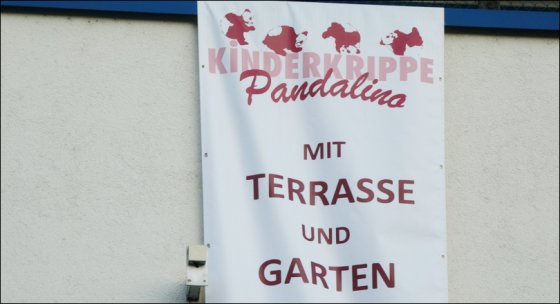 KiNDERKRIPPE
Pandalino
MIT
TERRASSE
UND
GARTEN